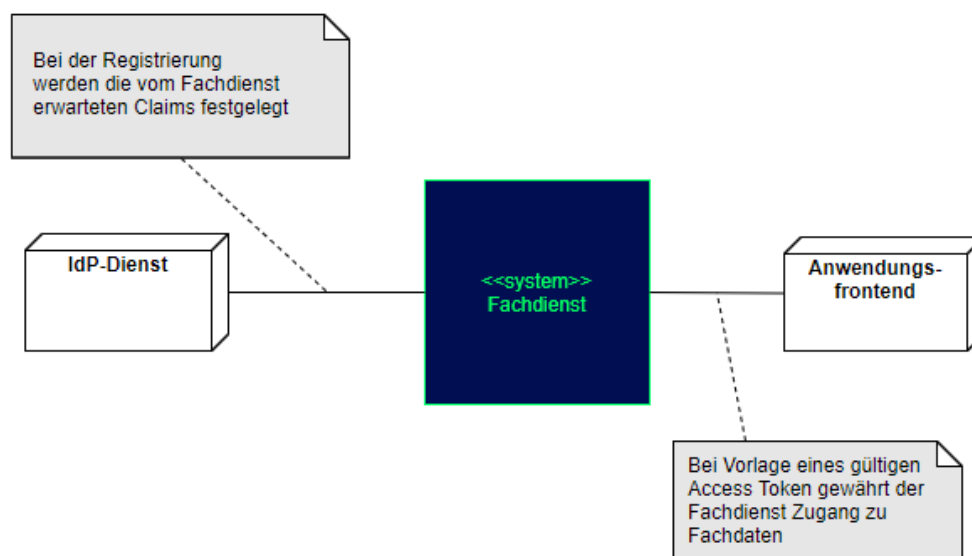 Bei der Registrierung
werden die vom Fachdienst
erwarteten Claims festgelegt
IdP-Dienst
<<system>>
Fachdienst
Anwendungs-
frontend
Bei Vorlage eines gültigen
Access Token gewährt der
Fachdienst Zugang zu
Fachdaten